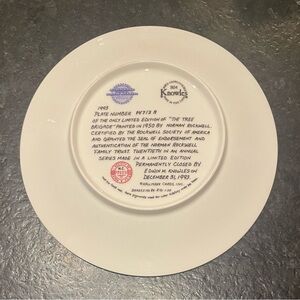 Knowles
1993
PLATE NUMBER
OF THE ONLY LIMITED EDITION OF "THE TREE
BRIGADE" PAINTED IN 1950 BY NORMAN ROCKWELL.
CERTIFIED BY THE ROCKWELL SOCIETY OF AMERICA
AND GRANTED THE SEAL OF ENDORSEMENT AND
AUTHENTICATION OF THE NORMAN ROCKWELL
FAMILY TRUST. TWENTIETH IN AN ANNUAL
SERIES MADE IN A LIMITED EDITION
PERMANENTLY CLOSED BY
EDWIN M. KNOWLES ON
DECEMBER 31, 1993.
©HALLMARK CARDS, INC.